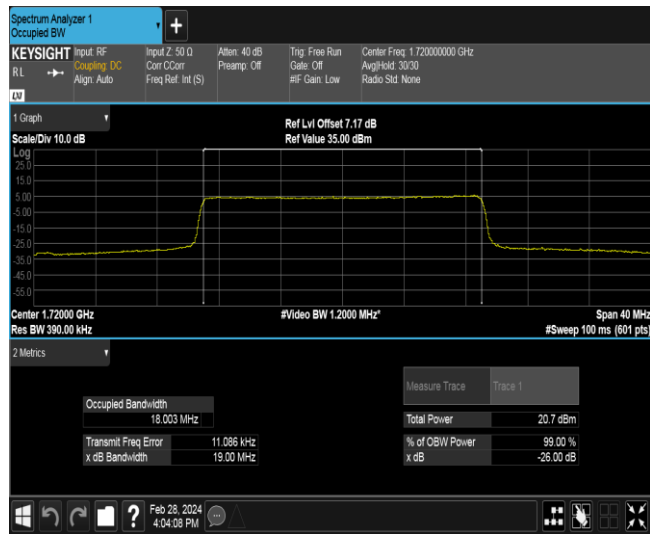 Spectrum Analyzer 1
Occupied BW
KEYSIGHT
RL
LXI
Input: RF
Coupling: DC
Align: Auto
Input Z: 50 Ω
Corr CCorr
Freq Ref: Int (S)
Atten: 40 dB
Preamp: Off
Trig: Free Run
Gate: Off
#IF Gain: Low
Center Freq: 1.720000000 GHz
Avg|Hold: 30/30
Radio Std: None
1 Graph
Scale/Div 10.0 dB
Ref Lvl Offset 7.17 dB
Ref Value 35.00 dBm
Log
25.0
15.0
5.00
-5.00
-15.0
-25.0
-35.0
-45.0
-55.0
Center 1.72000 GHz
Res BW 390.00 kHz
#Video BW 1.2000 MHz*
Span 40 MHz
#Sweep 100 ms (601 pts)
2 Metrics
Occupied Bandwidth
18.003 MHz
Transmit Freq Error 11.086 kHz
x dB Bandwidth 19.00 MHz
Measure Trace Trace 1
Total Power 20.7 dBm
% of OBW Power 99.00 %
x dB -26.00 dB
?
Feb 28, 2024
4:04:08 PM